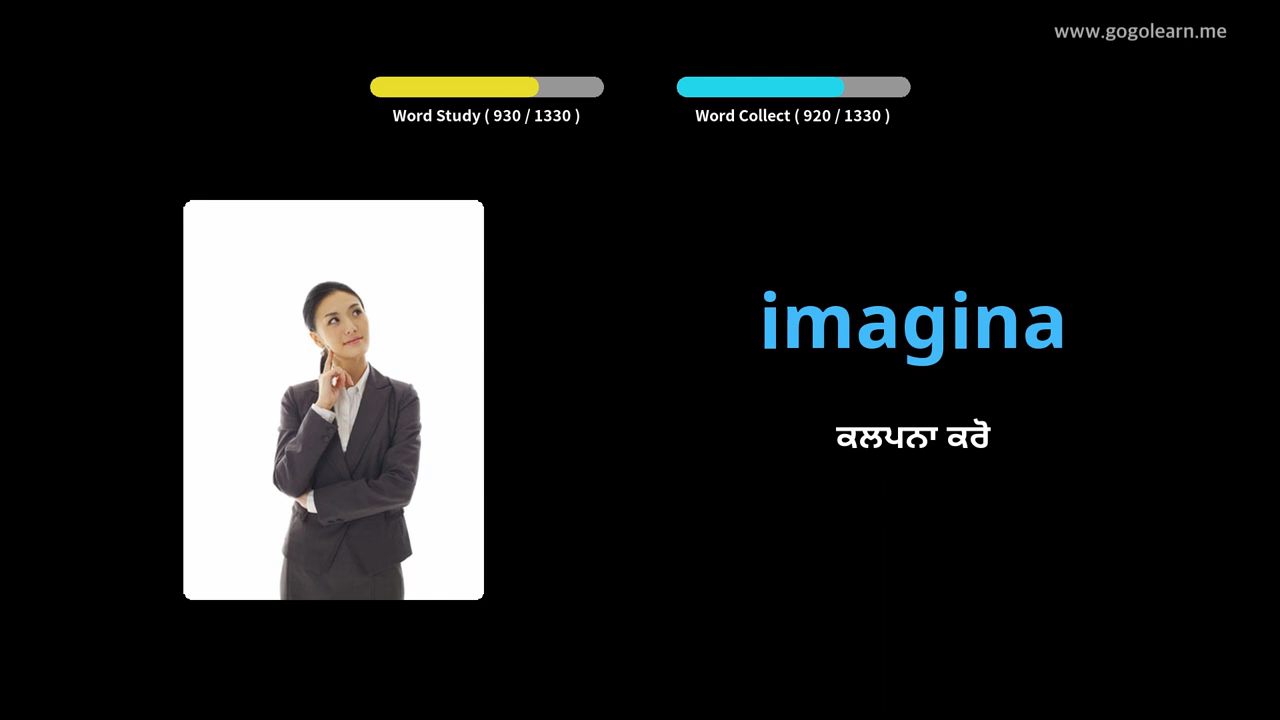 www.gogolearn.me
Word Study ( 930 / 1330 )
Word Collect ( 920 / 1330 )
imagina
ਕਲਪਨਾ ਕਰੋ